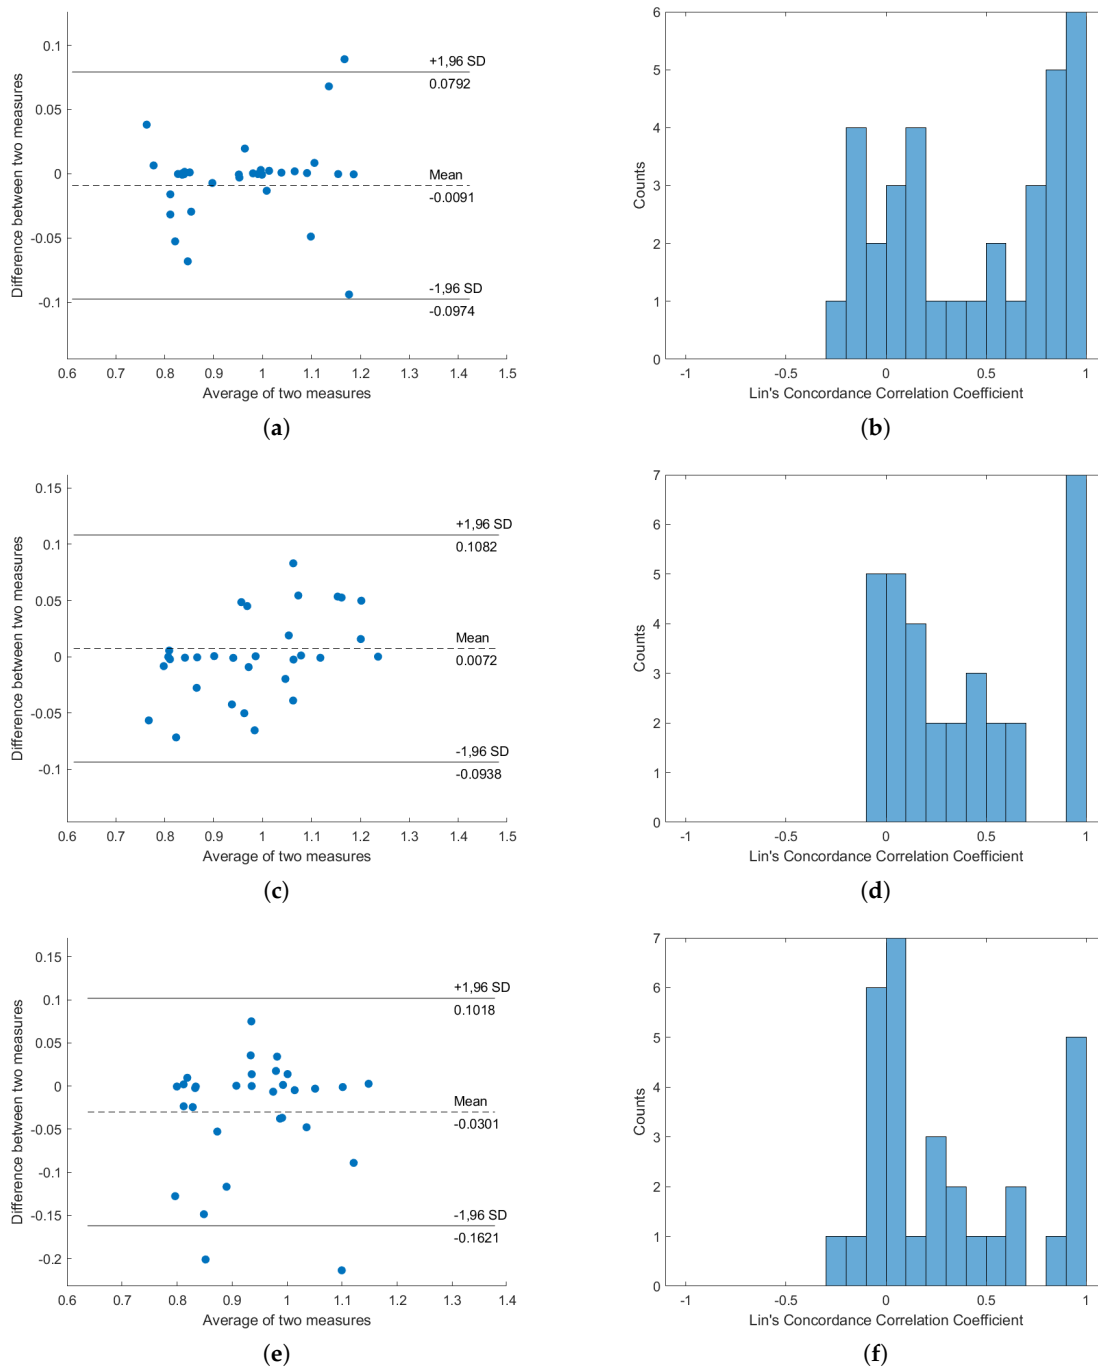 0.1
+1,96 SD
0.0792
0.05
0
Mean
-0.0091
-0.05
-1,96 SD
-0.1
-0.0974
0.6 0.7 0.8 0.9 1 1.1 1.2 1.3 1.4 1.5
Average of two measures
Difference between two measures
(a)
6
5
4
3
2
1
0
-1 -0.5 0 0.5 1
Lin's Concordance Correlation Coefficient
Counts
(b)
0.15
+1,96 SD
0.1
0.1082
0.05
Mean
0
0.0072
-0.05
-1,96 SD
-0.1
-0.0938
0.6 0.7 0.8 0.9 1 1.1 1.2 1.3 1.4 1.5
Average of two measures
Difference between two measures
(c)
7
6
5
4
3
2
1
0
-1 -0.5 0 0.5 1
Lin's Concordance Correlation Coefficient
Counts
(d)
0.15
+1,96 SD
0.1
0.1018
0.05
0
Mean
-0.0301
-0.05
-0.1
-0.15
-1,96 SD
-0.1621
-0.2
0.6 0.7 0.8 0.9 1 1.1 1.2 1.3 1.4
Average of two measures
Difference between two measures
(e)
7
6
5
4
3
2
1
0
-1 -0.5 0 0.5 1
Lin's Concordance Correlation Coefficient
Counts
(f)